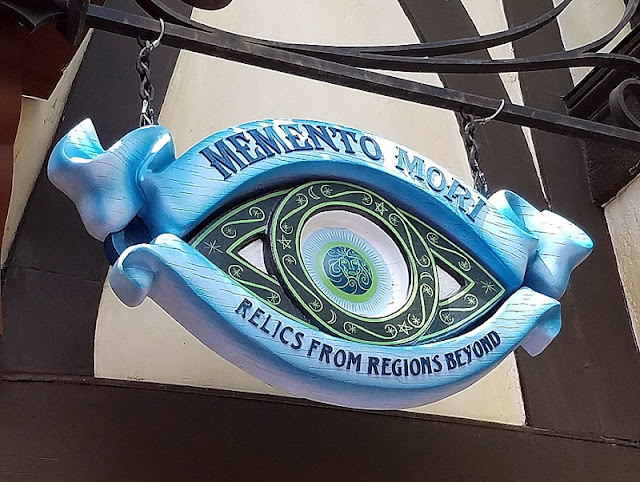 MEMENTO MORI
RELICS FROM REGIONS BEYOND